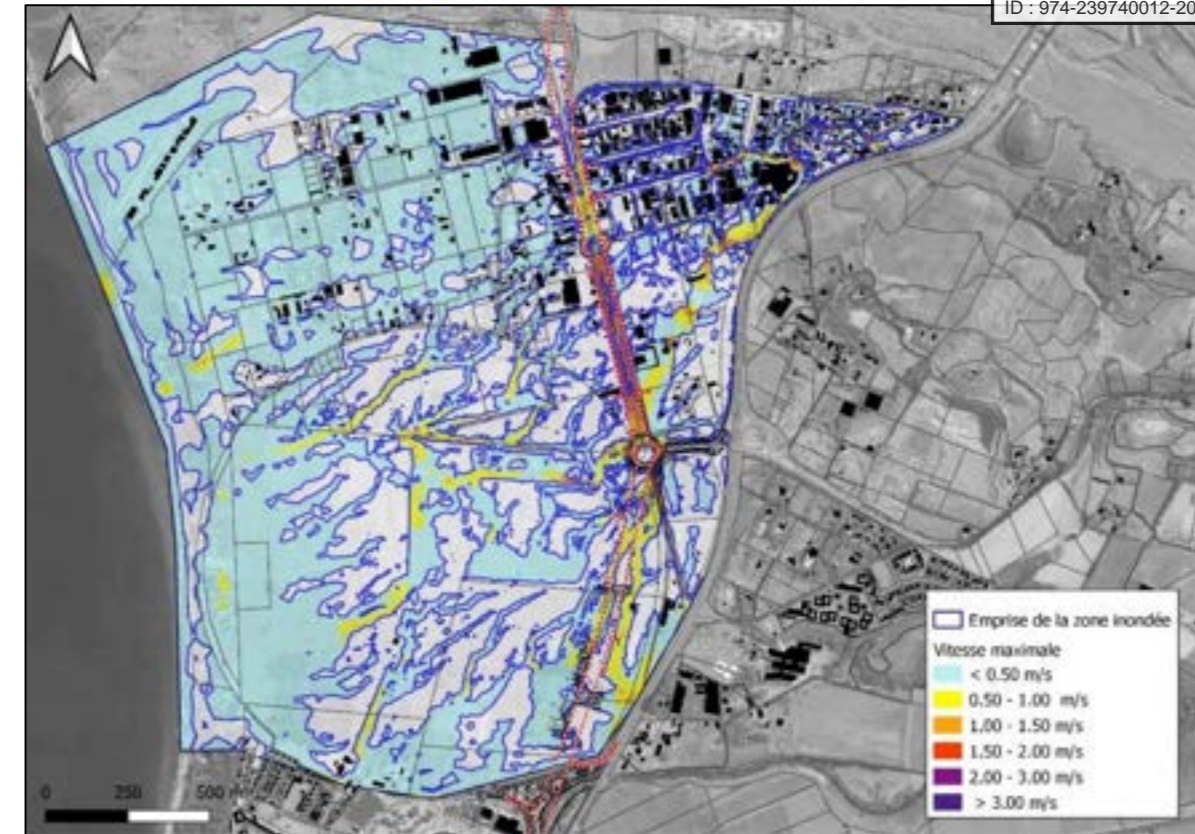 ID : 974-239740012-20
Emprise de la zone inondée
Vitesse maximale
< 0.50 m/s
0.50 - 1.00 m/s
1.00 - 1.50 m/s
1.50 - 2.00 m/s
2.00 - 3.00 m/s
> 3.00 m/s
0 250 500 m